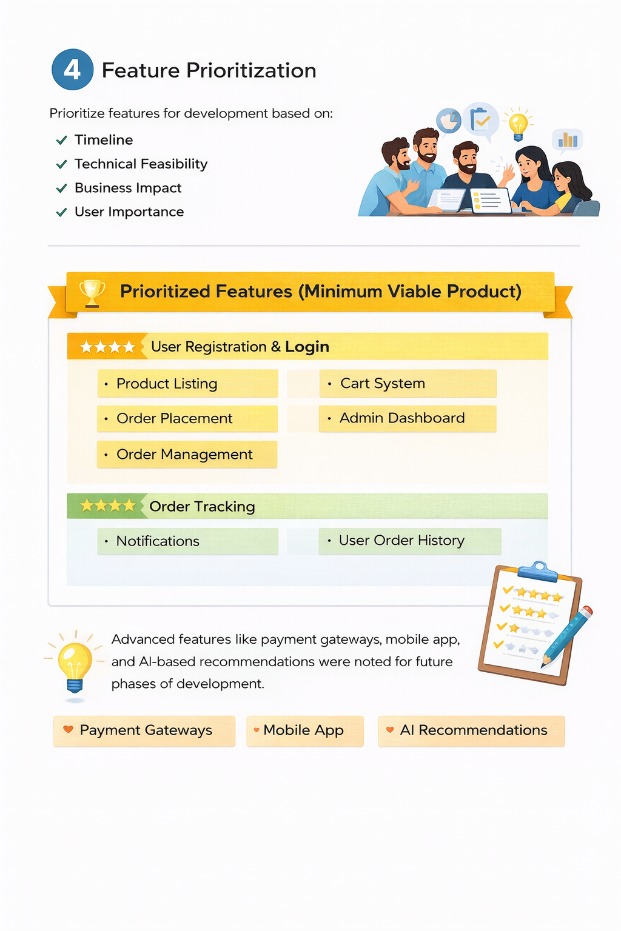 4 Feature Prioritization
Prioritize features for development based on:
Timeline
Technical Feasibility
Business Impact
User Importance
Prioritized Features (Minimum Viable Product)
User Registration & Login
• Product Listing
• Cart System
• Order Placement
• Admin Dashboard
• Order Management
Order Tracking
• Notifications
• User Order History
Advanced features like payment gateways, mobile app,
and AI-based recommendations were noted for future
phases of development.
Payment Gateways
Mobile App
AI Recommendations